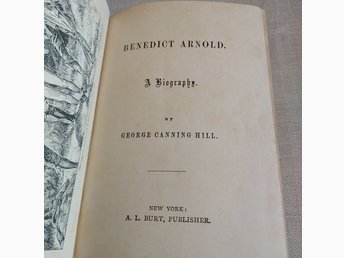 BENEDICT ARNOLD.
A Biography.
BY
GEORGE CANNING HILL.
NEW YORK:
A. L. BURT, PUBLISHER.